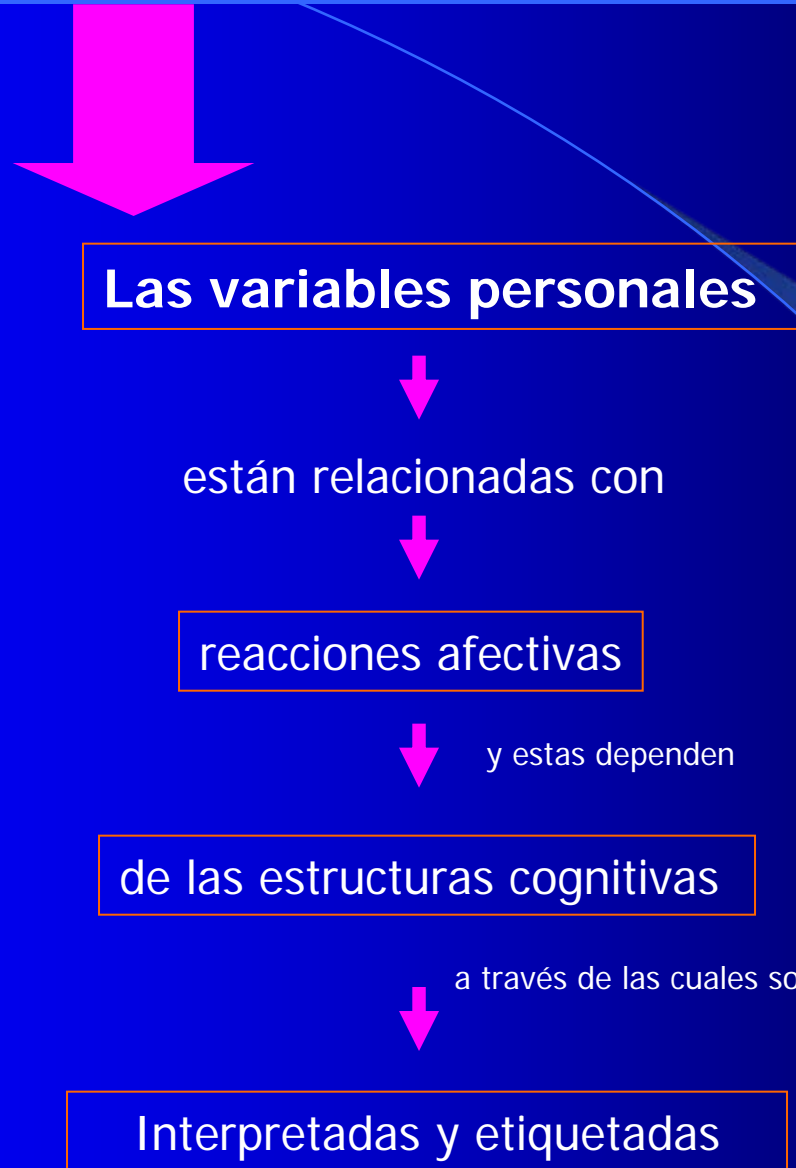 Las variables personales
están relacionadas con
reacciones afectivas
y estas dependen
de las estructuras cognitivas
a través de las cuales
Interpretadas y etiquetadas